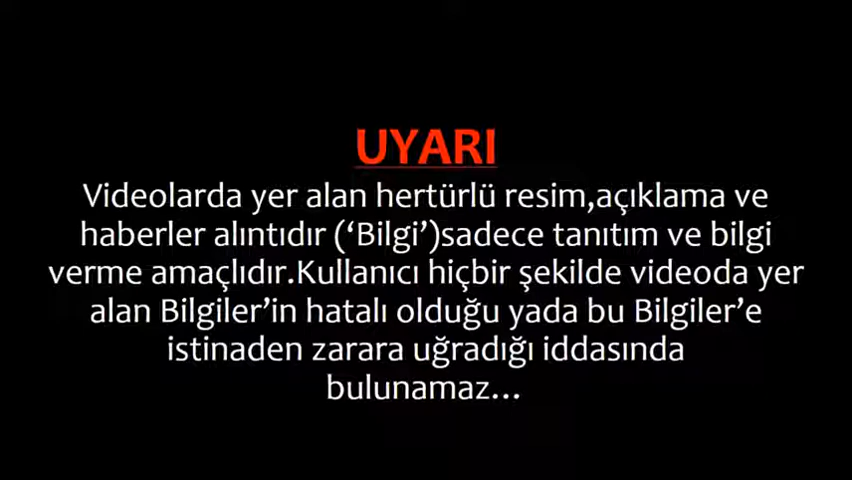 UYARI
Videolarda yer alan hertürlü resim,açıklama ve
haberler alıntıdır (‘Bilgi’)sadece tanıtım ve bilgi
verme amaçlıdır.Kullanıcı hiçbir şekilde videoda yer
alan Bilgiler’in hatalı olduğu yada bu Bilgiler’e
istinaden zarara uğradığı iddasında
bulunamaz...